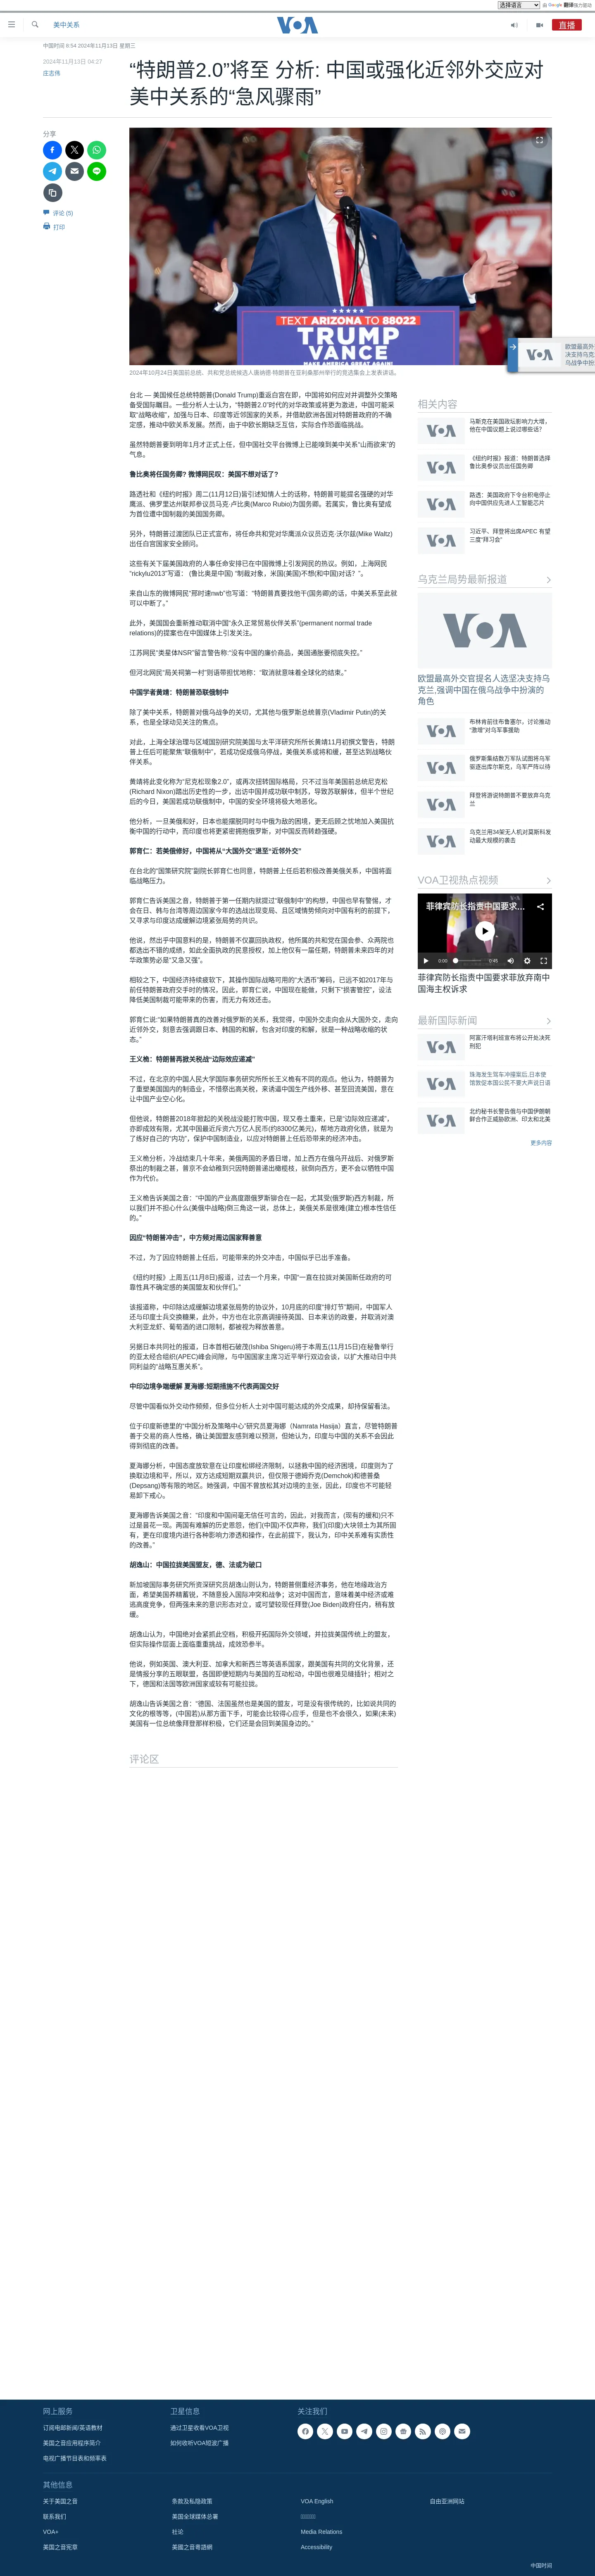 选择语言
由 Google 翻译强力驱动
美中关系
VOA
直播
中国时间 8:54 2024年11月13日 星期三
2024年11月13日 04:27
庄志伟
“特朗普2.0”将至 分析: 中国或强化近邻外交应对
美中关系的“急风骤雨”
分享
评论 (5)
打印
TEXT ARIZONA TO 88022
MAKE AMERICA GREAT AGAIN!
TRUMP
VANCE
2024年10月24日美国前总统、共和党总统候选人唐纳德·特朗普在亚利桑那州举行的竞选集会上发表讲话。
台北 — 美国候任总统特朗普(Donald Trump)重返白宫在即，中国将如何应对并调整外交策略
备受国际瞩目。一些分析人士认为，“特朗普2.0”时代的对华政策或将更为激进，中国可能采
取“战略收缩”，加强与日本、印度等近邻国家的关系，并借助欧洲各国对特朗普政府的不确
定感，推动中欧关系发展。然而，由于中欧长期缺乏互信，实际合作恐将面临挑战。
虽然特朗普要到明年1月才正式上任，但中国社交平台微博上已能嗅到美中关系“山雨欲来”的
气息。
鲁比奥将任国务卿? 微博网民叹：美国不想对话了?
路透社和《纽约时报》周二(11月12日)皆引述知情人士的话称，特朗普可能提名强硬的对华
鹰派、佛罗里达州联邦参议员马克·卢比奥(Marco Rubio)为国务卿。若属实，鲁比奥有望成
为首位遭中国制裁的美国国务卿。
另外，特朗普过渡团队已正式宣布，将任命共和党对华鹰派众议员迈克·沃尔兹(Mike Waltz)
出任白宫国家安全顾问。
这些有关下届美国政府的人事任命安排已在中国微博上引发网民的热议。例如，上海网民
“rickylu2013”写道： (鲁比奥是中国) “制裁对象，米国(美国)不想(和中国)对话? ”。
来自山东的微博网民“那时速nwb”也写道：“特朗普真要找他干(国务卿)的话，中美关系至此就
可以中断了。”
此外，美国国会重新推动取消中国“永久正常贸易伙伴关系”(permanent normal trade
relations)的提案也在中国媒体上引发关注。
江苏网民“类星体NSR”留言警告称:“没有中国的廉价商品，美国通胀要彻底失控。”
但河北网民“局关祠第一村”则语带担忧地称：“取消就意味着全球化的结束。”
中国学者黄靖：特朗普恐联俄制中
除了美中关系，特朗普对俄乌战争的关切，尤其他与俄罗斯总统普京(Vladimir Putin)的关
系，也是全球动见关注的焦点。
对此，上海全球治理与区域国别研究院美国与太平洋研究所所长黄靖11月初撰文警告，特朗
普上任后可能聚焦“联俄制中”，若成功促成俄乌停战，美俄关系或将和缓，甚至达到战略伙
伴关系。
黄靖将此变化称为“尼克松现象2.0”，或再次扭转国际格局，只不过当年美国前总统尼克松
(Richard Nixon)踏出历史性的一步，出访中国并成功联中制苏，导致苏联解体，但半个世纪
后的今日，美国若成功联俄制中，中国的安全环境将极大地恶化。
他分析，一旦美俄和好，日本也能摆脱同时与中俄为敌的困境，更无后顾之忧地加入美国抗
衡中国的行动中，而印度也将更紧密拥抱俄罗斯，对中国反而转趋强硬。
郭育仁：若美俄修好，中国将从“大国外交”退至“近邻外交”
在台北的“国策研究院”副院长郭育仁也同意，特朗普上任后若积极改善美俄关系，中国将面
临战略压力。
郭育仁告诉美国之音，特朗普于第一任期内就提过“联俄制中”的构想，中国也早有警惕，才
会在日、韩与台湾等周边国家今年的选战出现变局、且区域情势倾向对中国有利的前提下，
又寻求与印度达成缓解中印边境紧张局势的共识。
他说，然出乎中国意料的是，特朗普不仅赢回执政权，他所属的共和党在国会参、众两院也
都选出不错的成绩，如此全面执政的优势是美国政坛难得的大胜局，这对中国而言，未来四年的对
华政策势必是“又急又强”。
相较之下，中国经济持续疲软下，其操作国际战略可用的“大洒币”筹码，已远不如2017年与
前任特朗普政府交手时的情况，因此，郭育仁说，中国现在能做，只剩下“损害管控”，设法
降低美国制裁可能带来的伤害，而无力有效还击。
郭育仁说:“如果特朗普真的改善对俄罗斯的关系，我觉得，中国外交走向会从大国外交，走向
近邻外交，刻意去强调跟日本、韩国的和解，包含对印度的和解，就是一种战略收缩的状
态。”
王义桅：特朗普再掀关税战“边际效应递减”
不过，在北京的中国人民大学国际事务研究所所长王义桅有不同的观点。他认为，特朗普为
了重塑美国国内的制造业，不惜祭出高关税，让中国生产链外移、甚至回流美国，意在
让中国产业空心化。
但他说，特朗普2018年掀起的关税战没能打败中国，现又卷土重来，已是“边际效应递减”，
亦即成效有限，尤其中国最近斥资六万亿人民币(约8300亿美元)，帮地方政府化债，就是为
了练好自己的“内功”，保护中国制造业，以应对特朗普上任后恐带来的经济冲击。
王义桅分析，冷战结束几十年来，美俄两国的矛盾日增，加上西方在俄乌开战后、对俄罗斯
祭出的制裁之甚，普京不会幼稚到只因特朗普递出橄榄枝，就倒向西方，更不会以牺牲中国
作为代价。
王义桅告诉美国之音：“中国的产业高度跟俄罗斯铆合在一起，尤其受(俄罗斯)西方制裁，所
以我们并不担心什么(美俄中战略)倒三角这一说，总体上，美俄关系是很难(建立)根本性信任
的。”
因应“特朗普冲击”，中方频对周边国家释善意
不过，为了因应特朗普上任后，可能带来的外交冲击，中国似乎已出手准备。
《纽约时报》上周五(11月8日)报道，过去一个月来，中国“一直在拉拢对美国新任政府的可
靠性具不确定感的美国盟友和伙伴们。”
该报道称，中印除达成缓解边境紧张局势的协议外，10月底的印度“排灯节”期间，中国军人
还与印度士兵交换糖果，此外，中方也在北京高调接待英国、日本来访的政要，并取消对澳
大利亚龙虾、葡萄酒的进口限制，都被视为释放善意。
另据日本共同社的报道，日本首相石破茂(Ishiba Shigeru)将于本周五(11月15日)在秘鲁举行
的亚太经合组织(APEC)峰会间隙，与中国国家主席习近平举行双边会谈，以扩大推动日中共
同利益的“战略互惠关系”。
中印边境争端缓解 夏海娜:短期措施不代表两国交好
尽管中国看似外交动作频频，但多位分析人士对中国可能达成的外交成果，却持保留看法。
位于印度新德里的“中国分析及策略中心”研究员夏海娜（Namrata Hasija）直言，尽管特朗普
善于交易的商人性格，确让美国盟友感到难以预测，但她认为，印度与中国的关系不会因此
得到彻底的改善。
夏海娜分析，中国态度放软意在让印度松绑经济限制，以拯救中国的经济困境，印度则为了
换取边境和平，所以，双方达成短期双赢共识，但仅限于德姆乔克(Demchok)和德普桑
(Depsang)等有限的地区。她强调，中国不曾放松其对边境的主张，因此，印度也不可能轻
易卸下戒心。
夏海娜告诉美国之音：“印度和中国间毫无信任可言的，因此，对我而言，(现有的缓和)只不
过是昙花一现。两国有难解的历史恩怨，他们(中国)不仅声称，我们(印度)大块领土为其所固
有，更在印度境内进行各种影响力渗透和操作，在此前提下，我认为，印中关系难有实质性
的改善。”
胡逸山：中国拉拢美国盟友，德、法或为破口
新加坡国际事务研究所资深研究员胡逸山则认为，特朗普侧重经济事务，他在地缘政治方
面，希望美国养精蓄锐，不随意投入国际冲突和战争；这对中国而言，意味着美中经济或难
逃高度竞争，但两强未来的意识形态对立，或可望较现任拜登(Joe Biden)政府任内，稍有放
缓。
胡逸山认为，中国绝对会紧抓此空档，积极开拓国际外交领域，并拉拢美国传统上的盟友，
但实际操作层面上面临重重挑战，成效恐参半。
他说，例如英国、澳大利亚、加拿大和新西兰等英语系国家，跟美国有共同的文化背景，还
是情报分享的五眼联盟，各国即便短期内与美国的互动松动，中国也很难见缝插针；相对之
下，德国和法国等欧洲国家或较有可能拉拢。
胡逸山告诉美国之音：“德国、法国虽然也是美国的盟友，可是没有很传统的，比如说共同的
文化的根等等，(中国若)从那方面下手，可能会比较得心应手，但是也不会很久，如果(未来)
美国有一位总统像拜登那样积极，它们还是会回到美国身边的。”
评论区
欧盟最高外
决支持乌克
乌战争中扮
相关内容
马斯克在美国政坛影响力大增，
他在中国议题上说过哪些话?
《纽约时报》报道：特朗普选择
鲁比奥参议员出任国务卿
路透：美国政府下令台积电停止
向中国供应先进人工智能芯片
习近平、拜登将出席APEC 有望
三度“拜习会”
乌克兰局势最新报道
欧盟最高外交官提名人选坚决支持乌
克兰,强调中国在俄乌战争中扮演的
角色
布林肯前往布鲁塞尔，讨论推动
“激增”对乌军事援助
俄罗斯集结数万军队试图将乌军
驱逐出库尔斯克，乌军严阵以待
拜登将游说特朗普不要放弃乌克
兰
乌克兰用34架无人机对莫斯科发
动最大规模的袭击
VOA卫视热点视频
菲律宾防长指责中国要求...
0:00
0:45
菲律宾防长指责中国要求菲放弃南中
国海主权诉求
最新国际新闻
阿富汗塔利班宣布将公开处决死
刑犯
珠海发生驾车冲撞案后,日本使
馆敦促本国公民不要大声说日语
北约秘书长警告俄与中国伊朗朝
鲜合作正威胁欧洲、印太和北美
更多内容
网上服务
订阅电邮新闻/英语教材
美国之音应用程序简介
电视广播节目表和频率表
卫星信息
通过卫星收看VOA卫视
如何收听VOA短波广播
关注我们
其他信息
关于美国之音
联系我们
VOA+
美国之音宪章
条款及私隐政策
美国全球媒体总署
社论
美國之音粵語網
VOA English
Media Relations
Accessibility
自由亚洲网站
中国时间